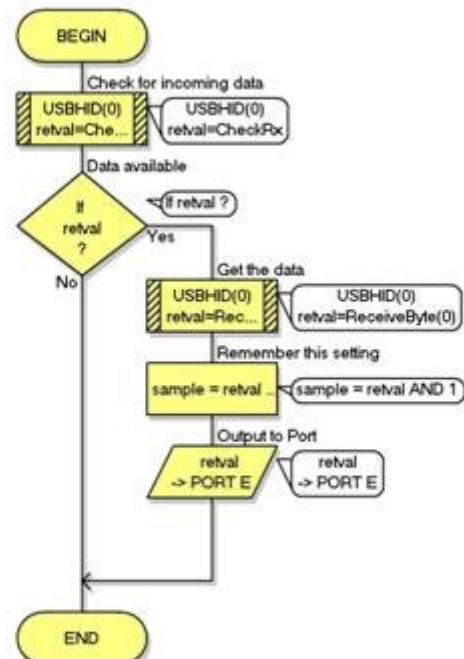 BEGIN
Check for incoming data
USBHID(0)
retval=Che...
USBHID(0)
retval=CheckRx
Data available
If
retval
?
If retval ?
Yes
No
Get the data
USBHID(0)
retval=Rec...
USBHID(0)
retval=ReceiveByte(0)
Remember this setting
sample = retval ...
sample = retval AND 1
Output to Port
retval
-> PORT E
retval
-> PORT E
END